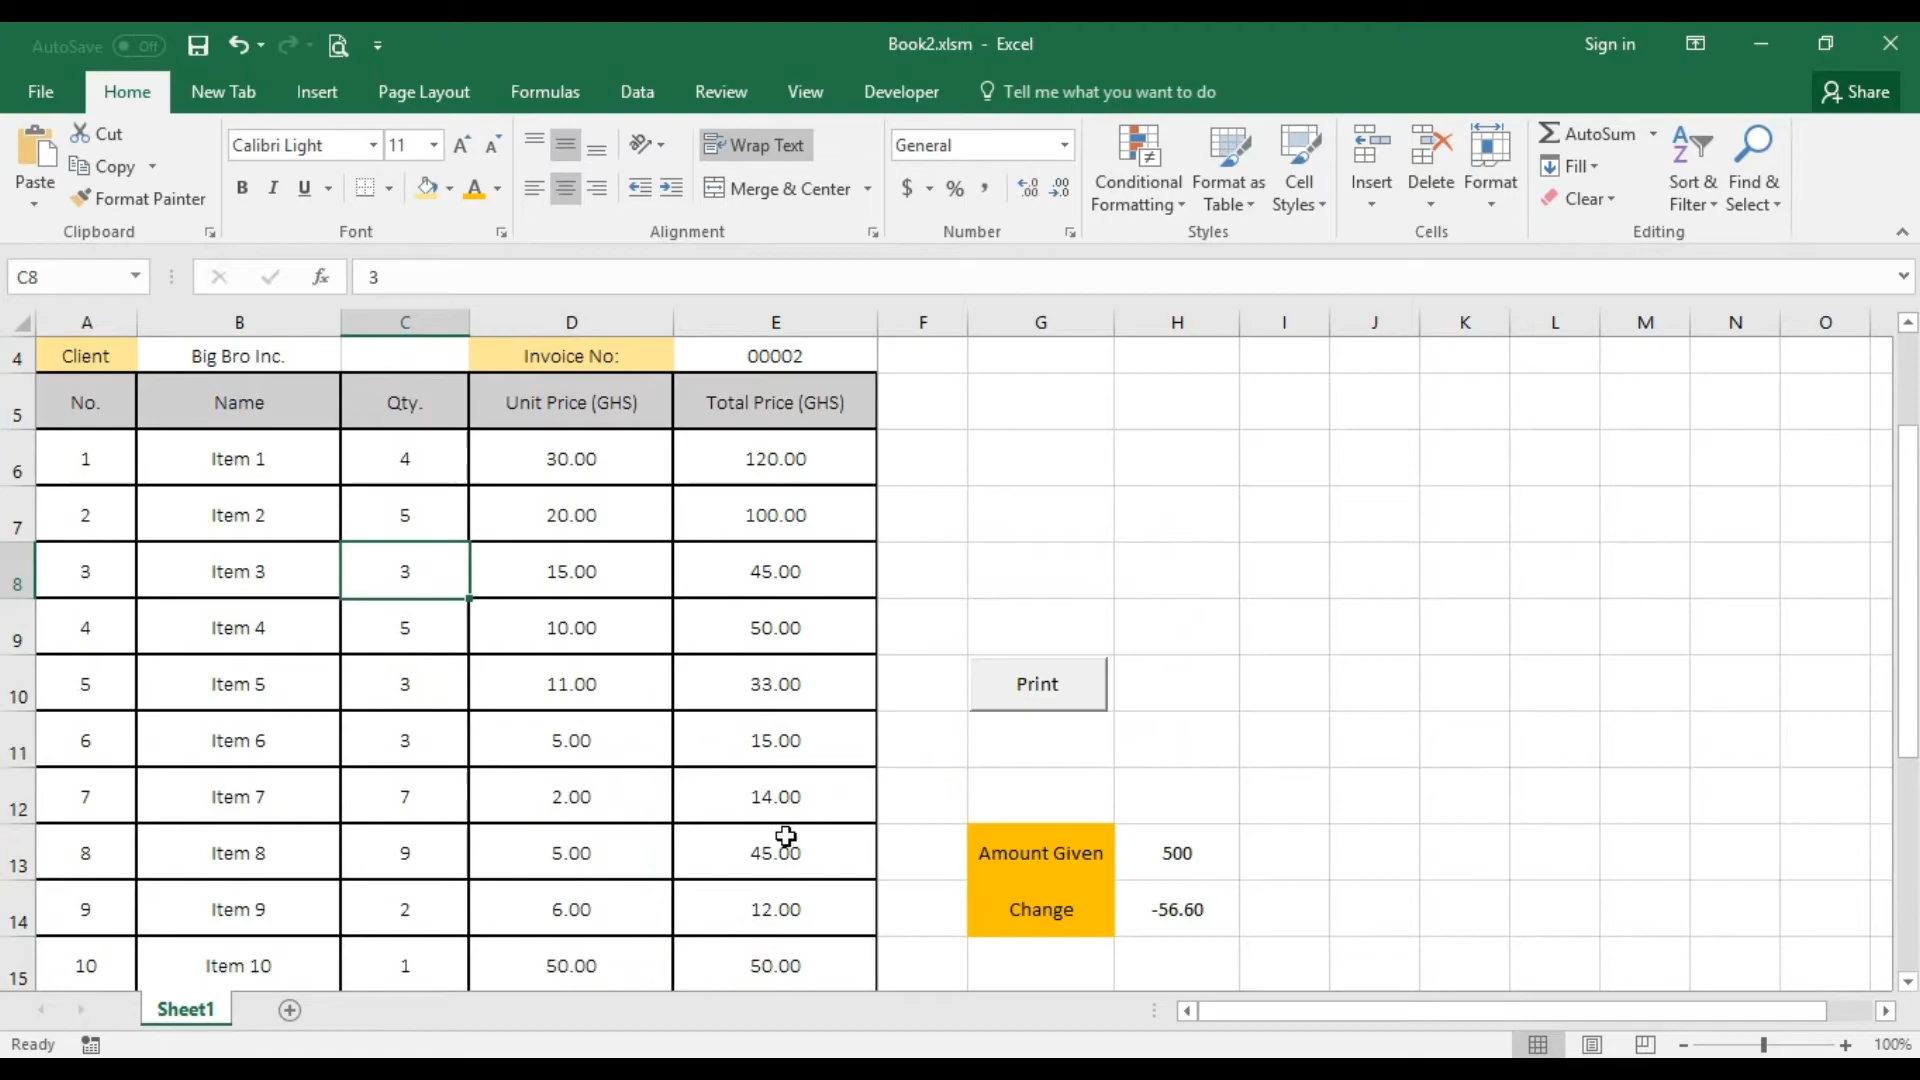 AutoSave Off Book2.xlsm - Excel Sign in
File Home New Tab Insert Page Layout Formulas Data Review View Developer Tell me what you want to do Share
Paste
Cut
Copy
Format Painter
Clipboard
Calibri Light 11 A A
B I U A
Font
Wrap Text
Merge & Center
Alignment
General
$ % , .00 .0
Number
Conditional
Formatting
Format as
Table
Cell
Styles
Styles
Insert Delete Format
Cells
AutoSum
Fill
Clear
Sort &
Filter
Find &
Select
Editing
C8 fx 3
A B C D E F G H I J K L M N O
4 Client Big Bro Inc. Invoice No: 00002
5 No. Name Qty. Unit Price (GHS) Total Price (GHS)
6 1 Item 1 4 30.00 120.00
7 2 Item 2 5 20.00 100.00
8 3 Item 3 3 15.00 45.00
9 4 Item 4 5 10.00 50.00
10 5 Item 5 3 11.00 33.00 Print
11 6 Item 6 3 5.00 15.00
12 7 Item 7 7 2.00 14.00
13 8 Item 8 9 5.00 45.00 Amount Given 500
14 9 Item 9 2 6.00 12.00 Change -56.60
15 10 Item 10 1 50.00 50.00
Sheet1
Ready 100%